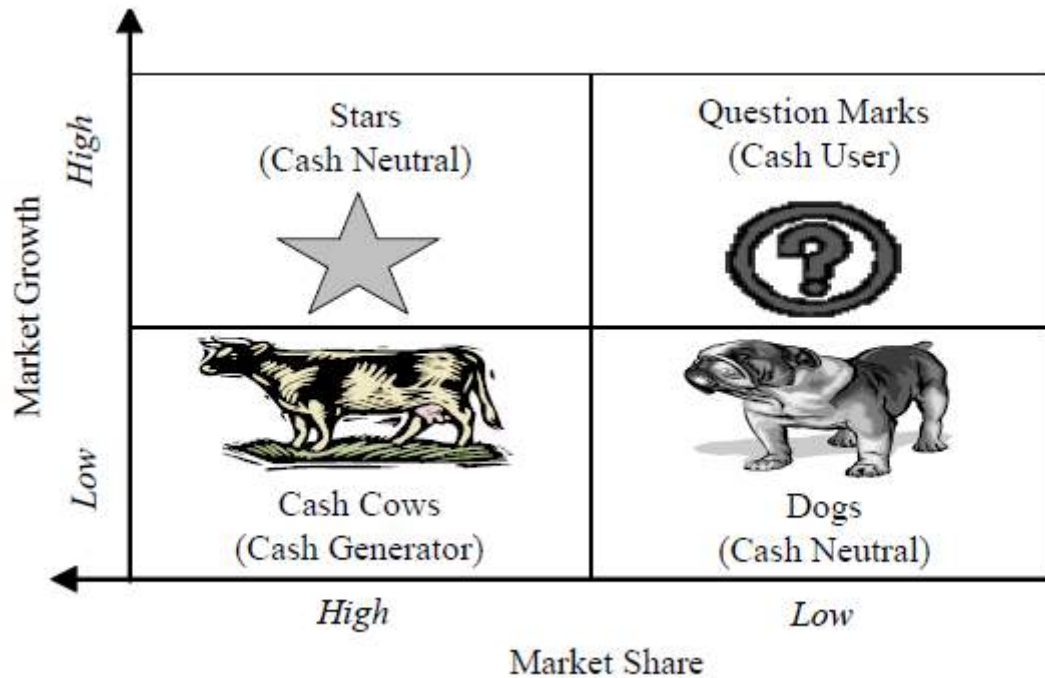 Stars
(Cash Neutral)
Question Marks
(Cash User)
?
High
Market Growth
Low
Cash Cows
(Cash Generator)
Dogs
(Cash Neutral)
High
Low
Market Share